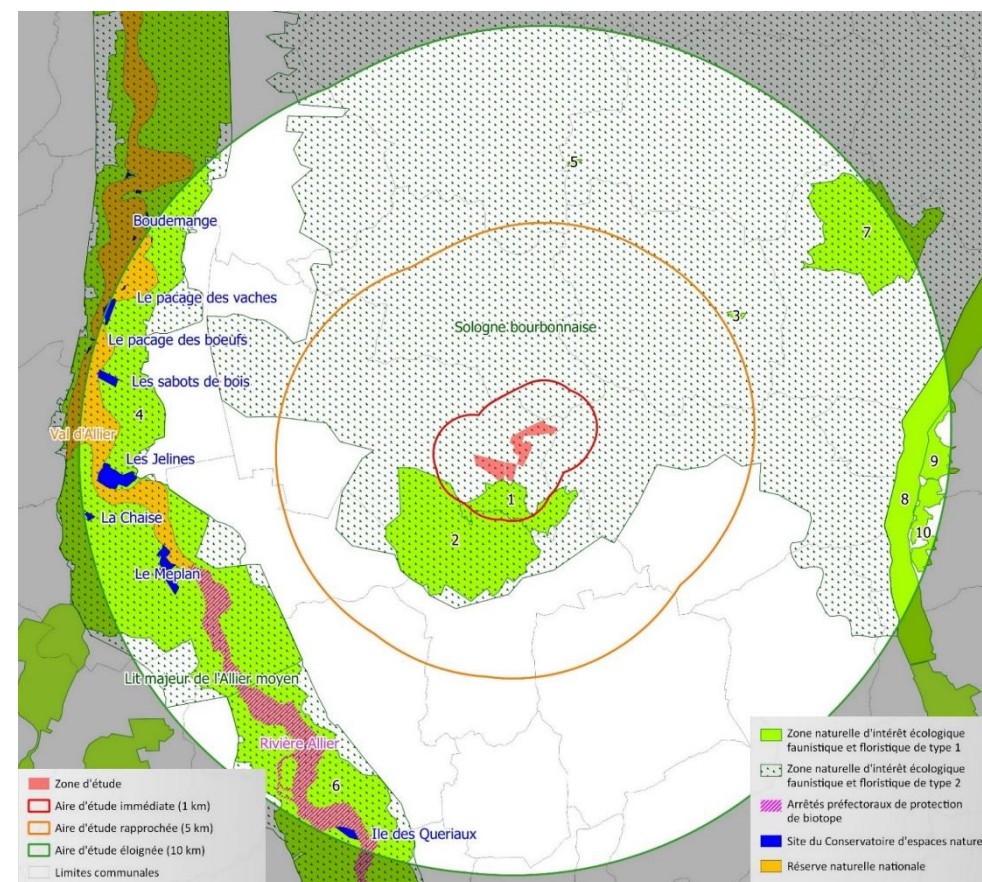 5
Boudemange
7
Le pacage des vaches
3
Sologne bourbonnaise
Le pacage des boeufs
Les sabots de bois
4
Val d'Allier
Les Jelines
9
1
8
La Chaise
10
2
Le Meplan
Lit majeur de l'Allier moyen
Rivière Allier
6
Ile des Queriaux
Zone d'étude
Aire d'étude immédiate (1 km)
Aire d'étude rapprochée (5 km)
Aire d'étude éloignée (10 km)
Limites communales
Zone naturelle d'intérêt écologique
faunistique et floristique de type 1
Zone naturelle d'intérêt écologique
faunistique et floristique de type 2
Arrêtés préfectoraux de protection
de biotope
Site du Conservatoire d'espaces nature
Réserve naturelle nationale